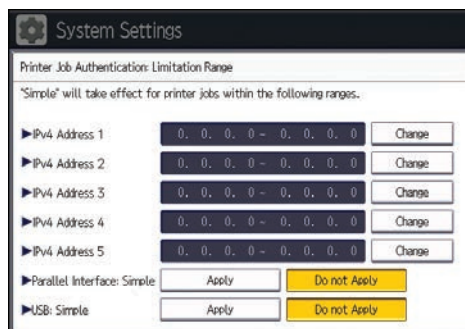 System Settings
Printer Job Authentication: Limitation Range
"Simple" will take effect for printer jobs within the following ranges.
▶IPv4 Address 1 0. 0. 0. 0 - 0. 0. 0. 0 Change
▶IPv4 Address 2 0. 0. 0. 0 - 0. 0. 0. 0 Change
▶IPv4 Address 3 0. 0. 0. 0 - 0. 0. 0. 0 Change
▶IPv4 Address 4 0. 0. 0. 0 - 0. 0. 0. 0 Change
▶IPv4 Address 5 0. 0. 0. 0 - 0. 0. 0. 0 Change
▶Parallel Interface: Simple Apply Do not Apply
▶USB: Simple Apply Do not Apply